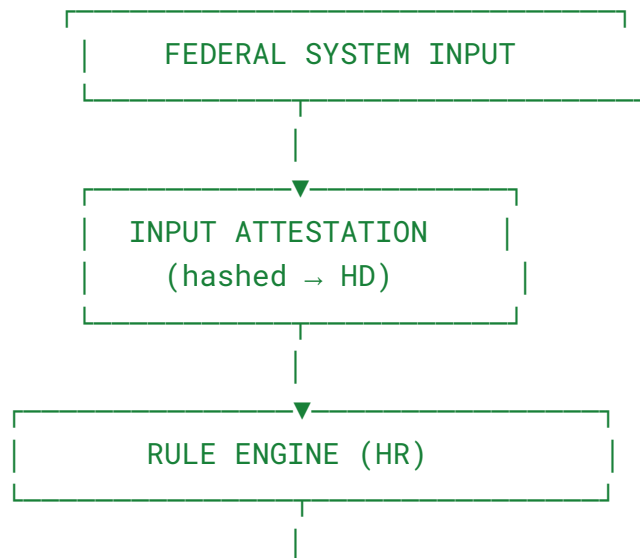 FEDERAL SYSTEM INPUT
INPUT ATTESTATION
(hashed → HD)
RULE ENGINE (HR)